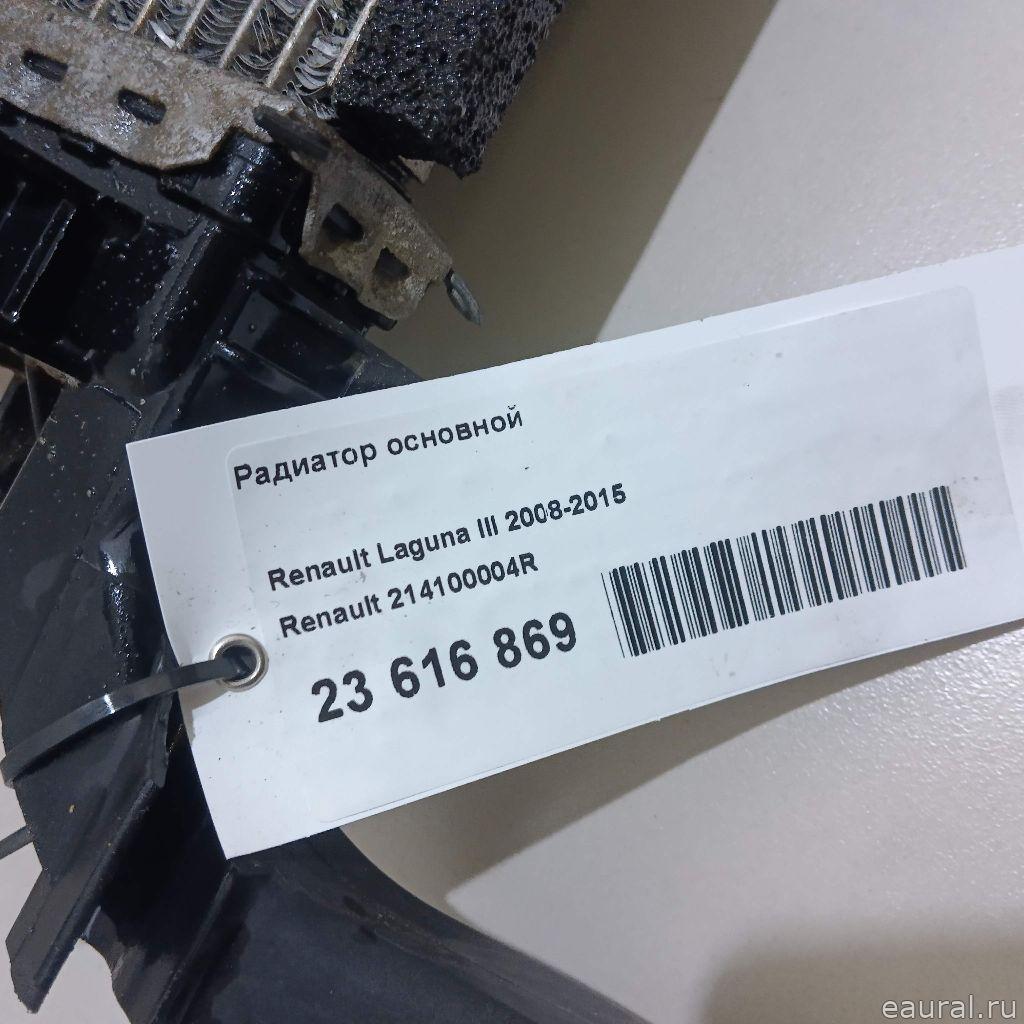 Радиатор основной
Renault Laguna III 2008-2015
Renault 214100004R
23 616 869
eaural.ru